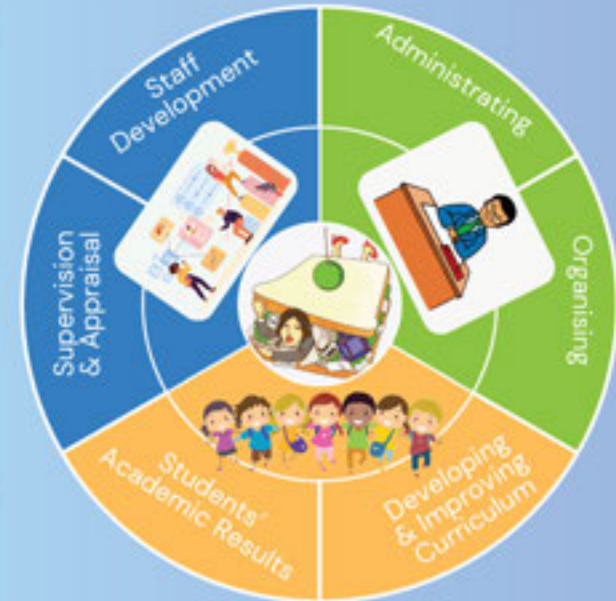 Staff
Development
Administrating
Organising
Developing
& Improving
Curriculum
Students'
Academic Results
Supervision
& Appraisal